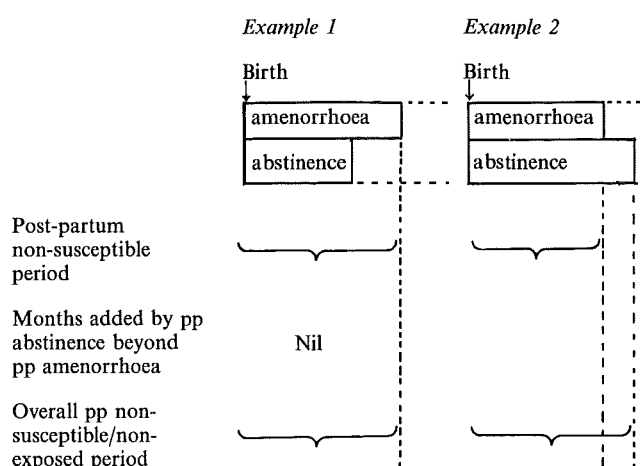 Example 1
Example 2
Birth
Birth
amenorrhoea
amenorrhoea
abstinence
abstinence
Post-partum
non-susceptible
period
Months added by pp
abstinence beyond
pp amenorrhoea
Nil
Overall pp non-
susceptible/non-
exposed period